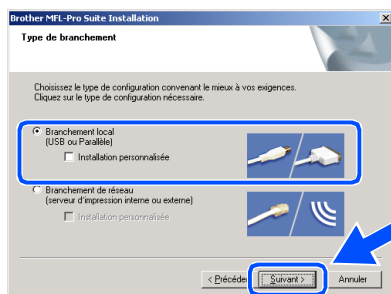 Brother MFL-Pro Suite Installation
Type de branchement
Choisissez le type de configuration convenant le mieux à vos exigences.
Cliquez sur le type de configuration nécessaire.
Branchement local
(USB ou Parallèle)
Installation personnalisée
Branchement de réseau
(serveur d'impression interne ou externe)
Installation personnalisée
< Précéder Suivant > Annuler